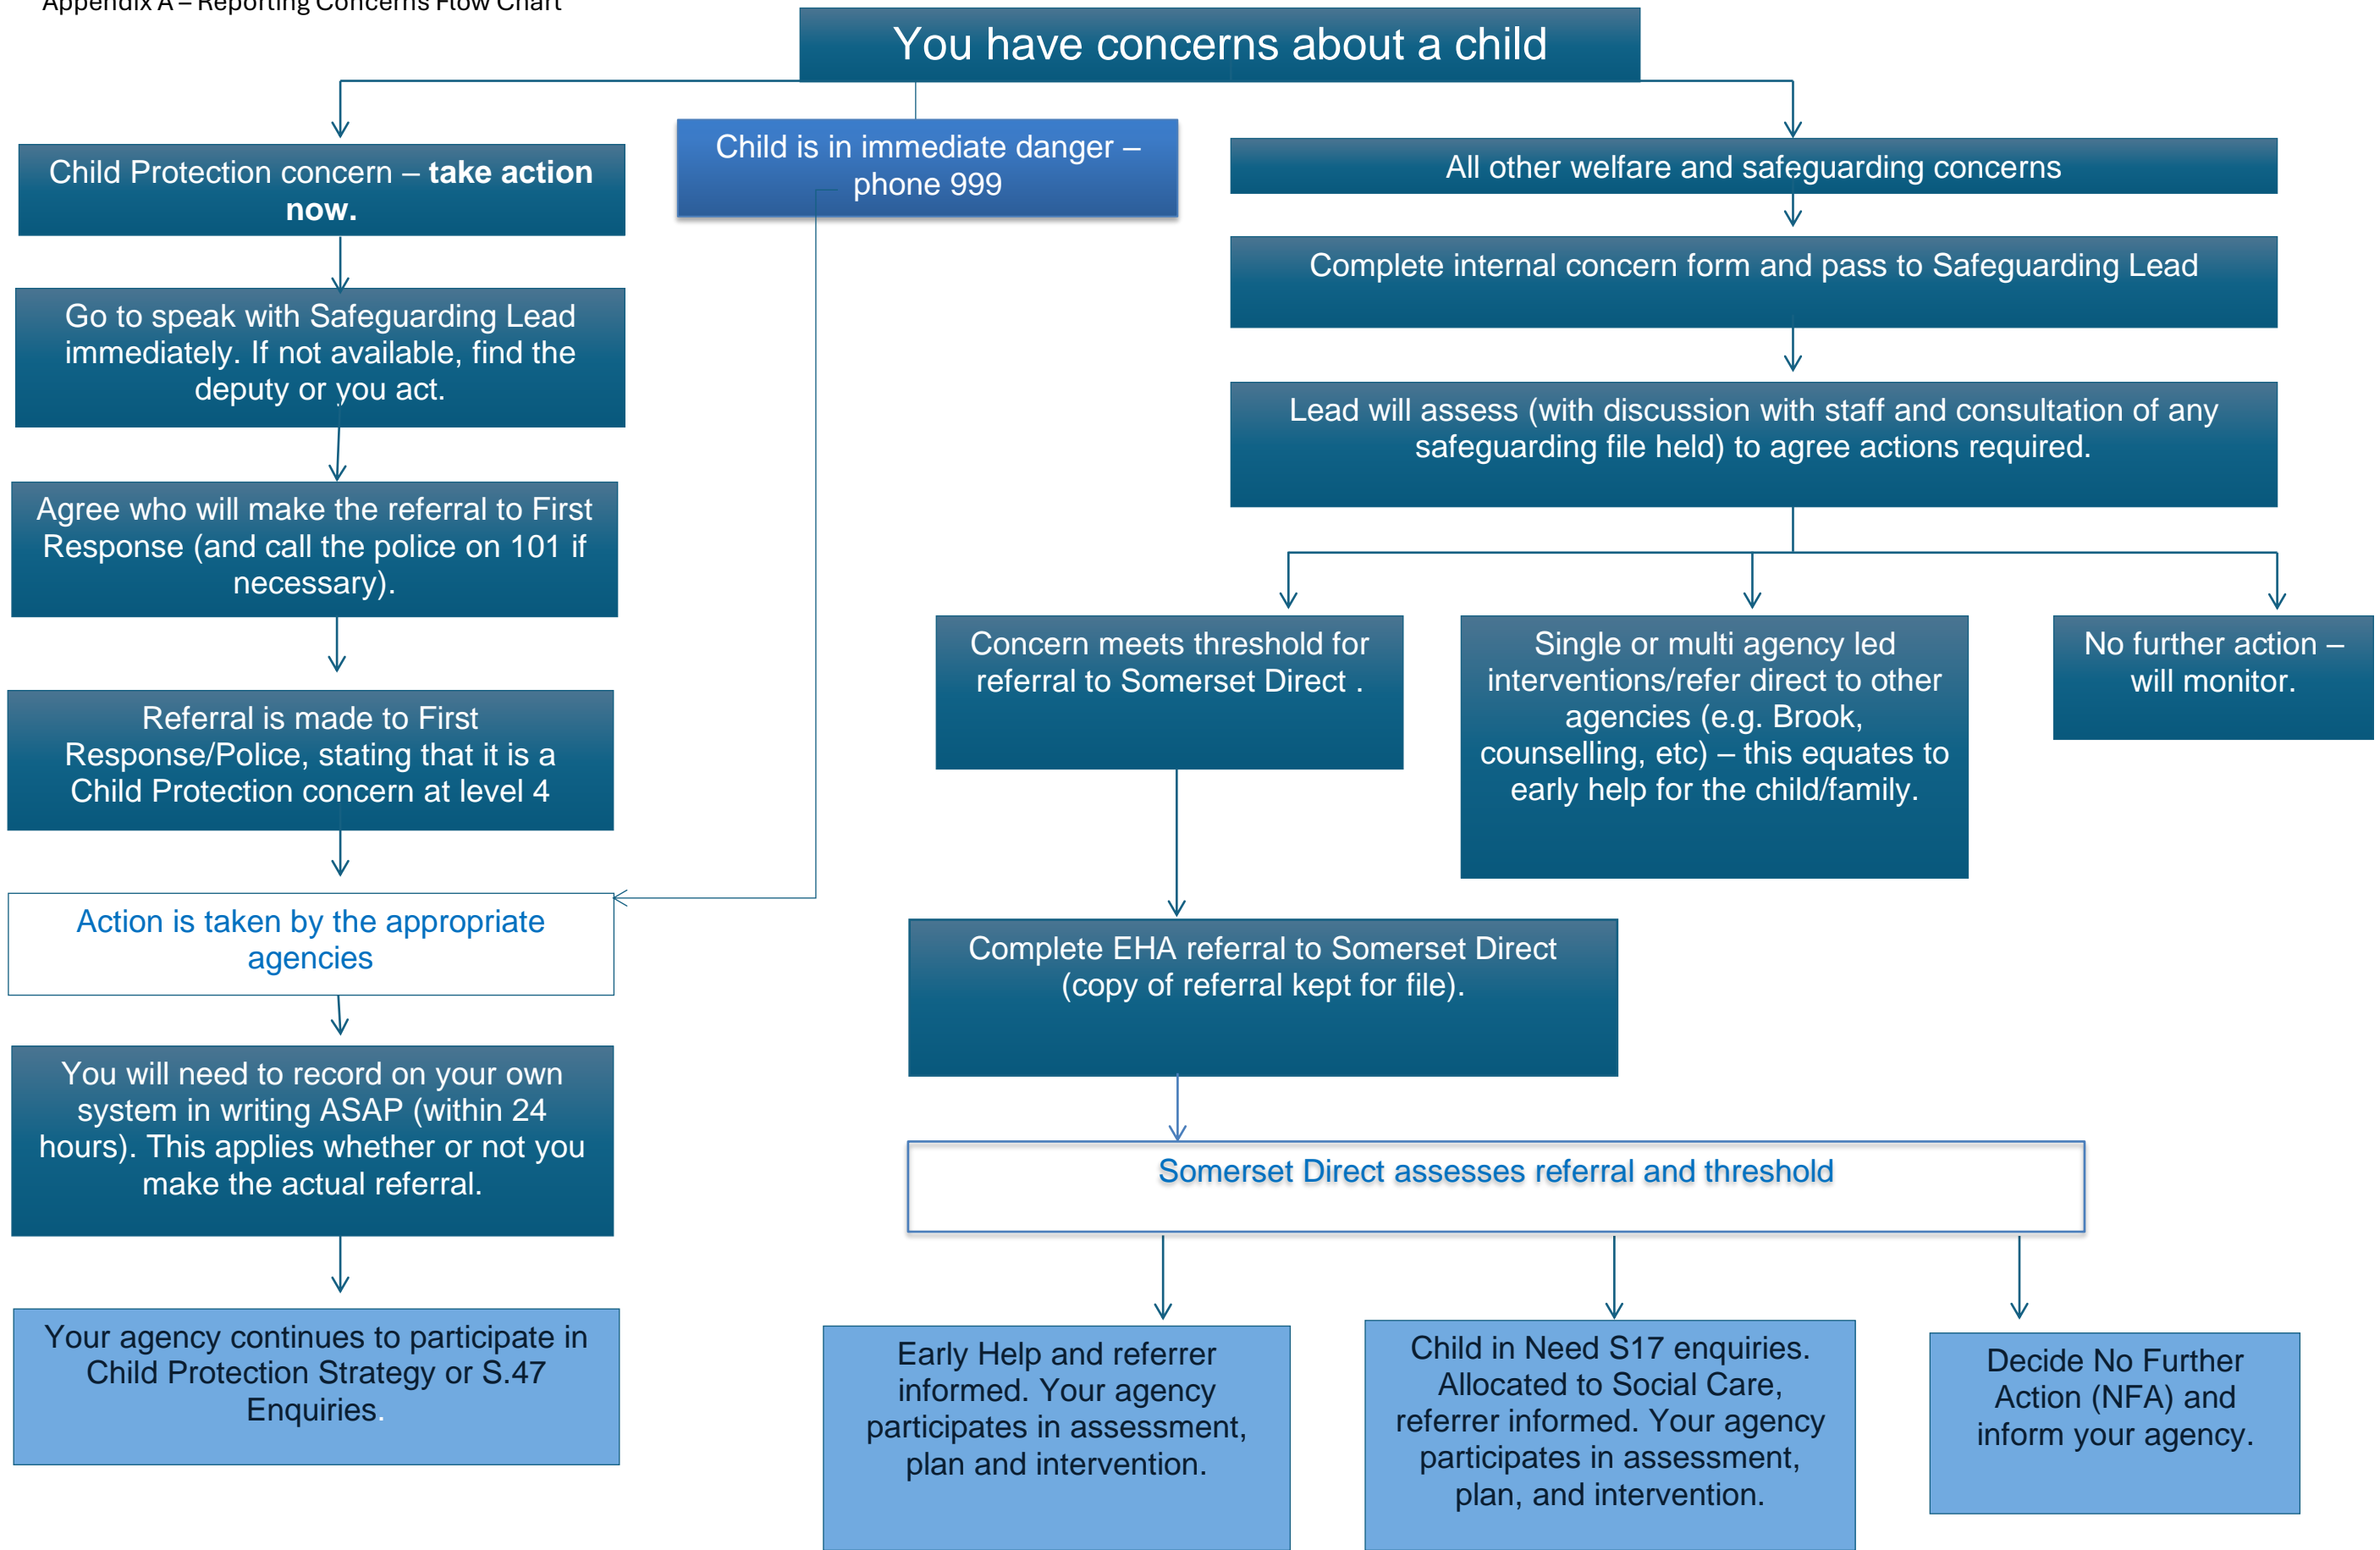 Appendix A – Reporting Concerns Flow Chart
You have concerns about a child
Child Protection concern – take action
now.
Go to speak with Safeguarding Lead
immediately. If not available, find the
deputy or you act.
Agree who will make the referral to First
Response (and call the police on 101 if
necessary).
Referral is made to First
Response/Police, stating that it is a
Child Protection concern at level 4
Action is taken by the appropriate
agencies
You will need to record on your own
system in writing ASAP (within 24
hours). This applies whether or not you
make the actual referral.
Your agency continues to participate in
Child Protection Strategy or S.47
Enquiries.
Child is in immediate danger –
phone 999
All other welfare and safeguarding concerns
Complete internal concern form and pass to Safeguarding Lead
Lead will assess (with discussion with staff and consultation of any
safeguarding file held) to agree actions required.
Concern meets threshold for
referral to Somerset Direct .
Single or multi agency led
interventions/refer direct to other
agencies (e.g. Brook,
counselling, etc) – this equates to
early help for the child/family.
No further action –
will monitor.
Complete EHA referral to Somerset Direct
(copy of referral kept for file).
Somerset Direct assesses referral and threshold
Early Help and referrer
informed. Your agency
participates in assessment,
plan and intervention.
Child in Need S17 enquiries.
Allocated to Social Care,
referrer informed. Your agency
participates in assessment,
plan, and intervention.
Decide No Further
Action (NFA) and
inform your agency.